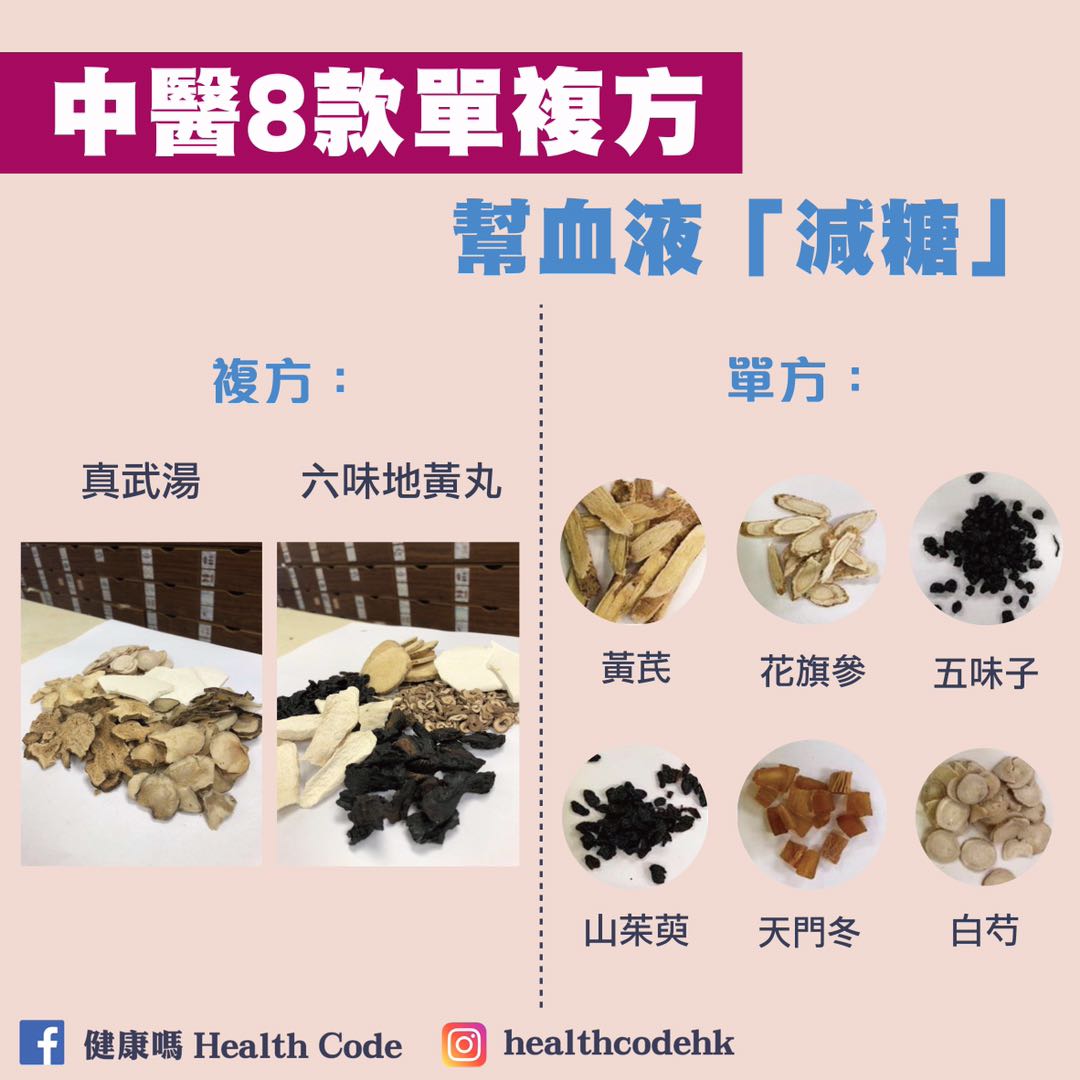 中醫8款單複方
幫血液「減糖」
複方：
真武湯
六味地黃丸
單方：
黃芪
花旗參
五味子
山茱萸
天門冬
白芍
健康嗎 Health Code
healthcodehk